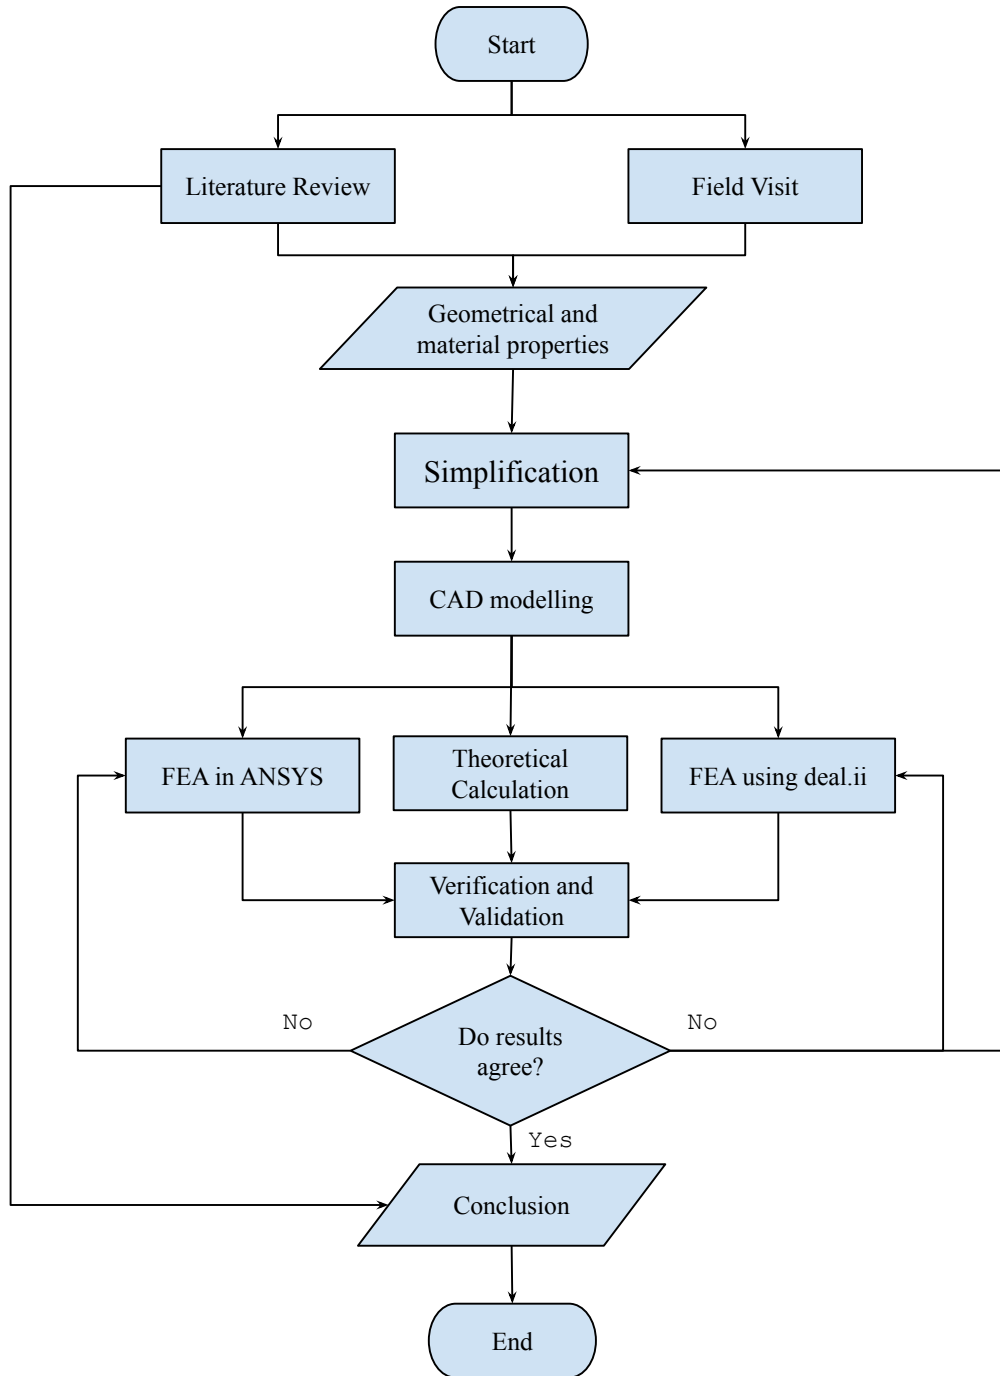 Start
Literature Review
Field Visit
Geometrical and
material properties
Simplification
CAD modelling
FEA in ANSYS
Theoretical
Calculation
FEA using deal.ii
Verification and
Validation
No
Do results
agree?
No
Yes
Conclusion
End